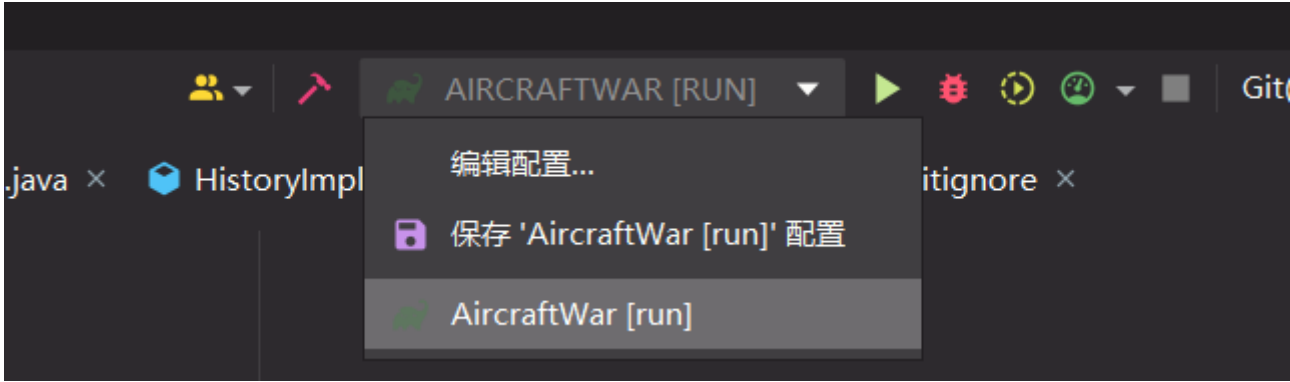 AIRCRAFTWAR [RUN]
Git(
编辑配置...
.java
HistoryImpl
itignore
保存 'AircraftWar [run]' 配置
AircraftWar [run]